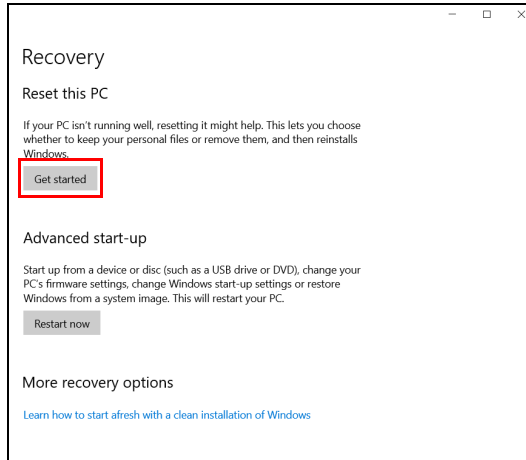 Recovery
Reset this PC
If your PC isn't running well, resetting it might help. This lets you choose
whether to keep your personal files or remove them, and then reinstalls
Windows.
Get started
Advanced start-up
Start up from a device or disc (such as a USB drive or DVD), change your
PC's firmware settings, change Windows start-up settings or restore
Windows from a system image. This will restart your PC.
Restart now
More recovery options
Learn how to start afresh with a clean installation of Windows